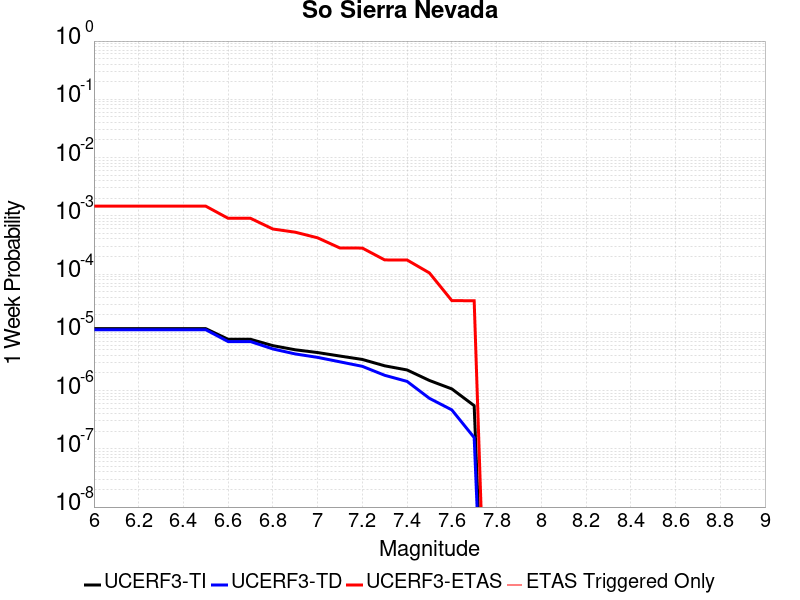 So Sierra Nevada
10^0
10^-1
10^-2
10^-3
10^-4
10^-5
10^-6
10^-7
10^-8
1 Week Probability
6 6.2 6.4 6.6 6.8 7 7.2 7.4 7.6 7.8 8 8.2 8.4 8.6 8.8 9
Magnitude
UCERF3-TI UCERF3-TD UCERF3-ETAS ETAS Triggered Only